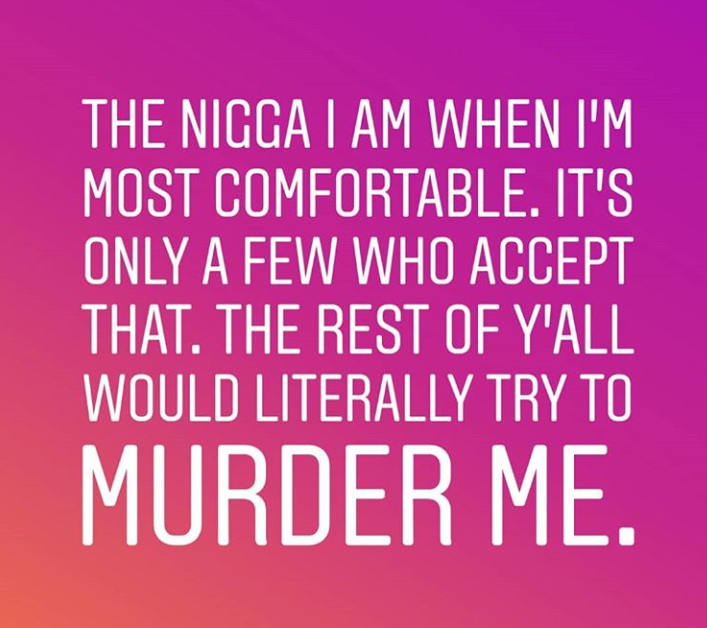 THE NIGGA I AM WHEN I'M
MOST COMFORTABLE. IT'S
ONLY A FEW WHO ACCEPT
THAT. THE REST OF Y'ALL
WOULD LITERALLY TRY TO
MURDER ME.